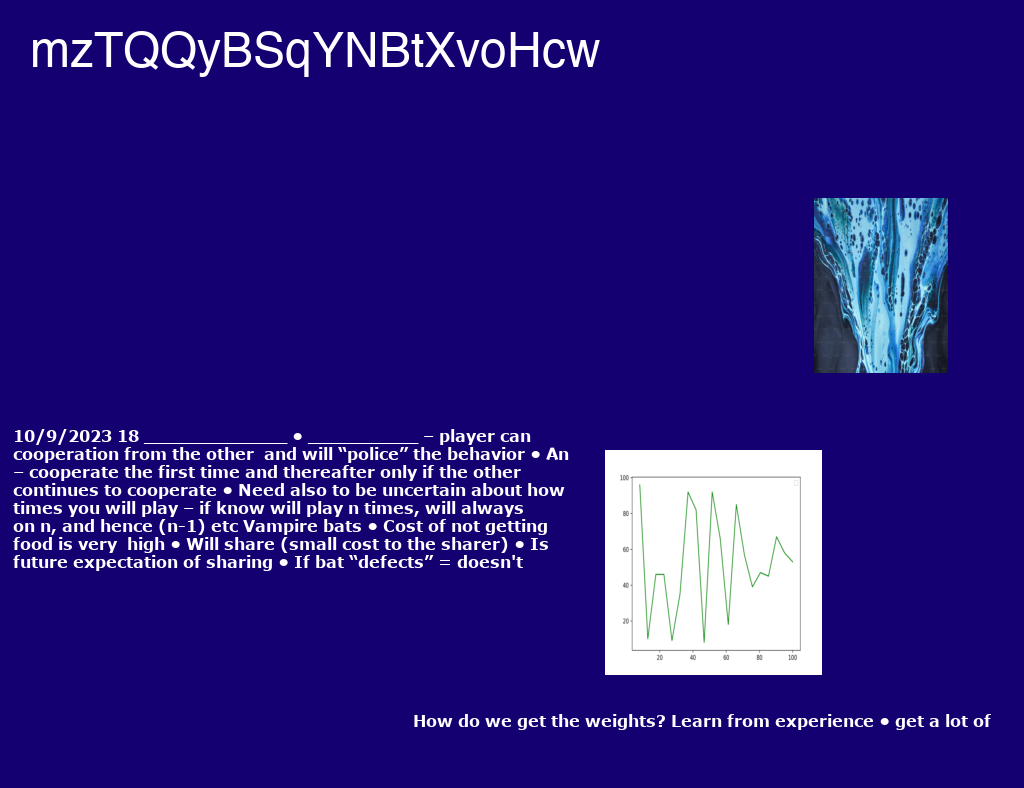 mzTQQyBSqYNBtXvoHcw
10/9/2023 18 _____________ • __________ – player can
cooperation from the other  and will “police” the behavior • An
– cooperate the first time and thereafter only if the other
continues to cooperate • Need also to be uncertain about how
times you will play – if know will play n times, will always
on n, and hence (n-1) etc Vampire bats • Cost of not getting
food is very  high • Will share (small cost to the sharer) • Is
future expectation of sharing • If bat “defects” = doesn't
100
80
60
40
20
20 40 60 80 100
How do we get the weights? Learn from experience • get a lot of